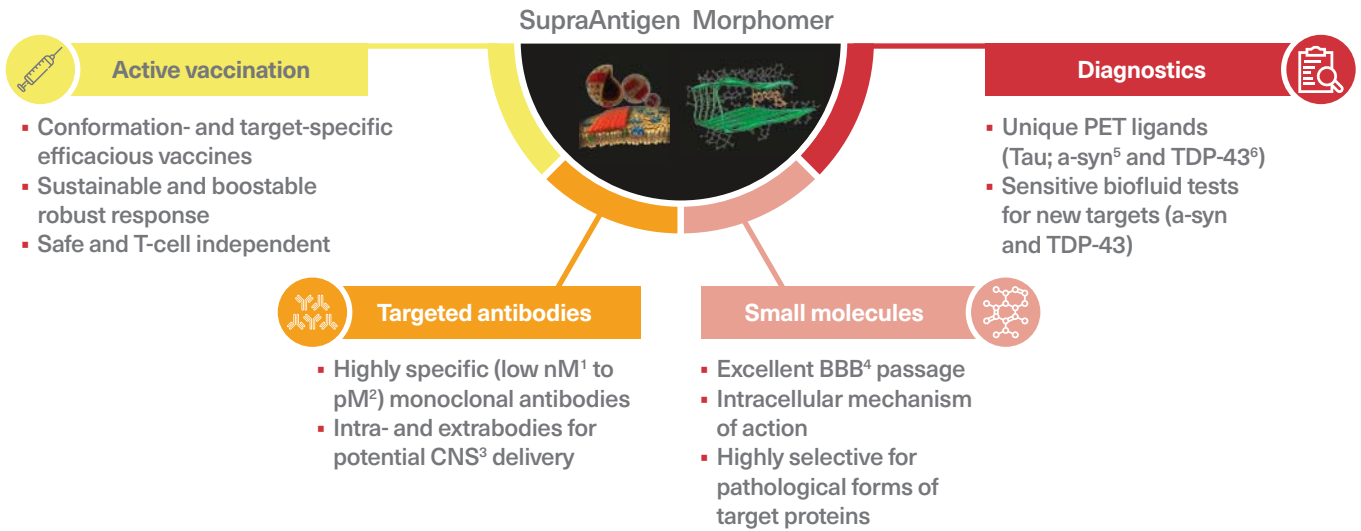 SupraAntigen Morphomer
Active vaccination
▪ Conformation- and target-specific
efficacious vaccines
▪ Sustainable and boostable
robust response
▪ Safe and T-cell independent
Diagnostics
▪ Unique PET ligands
(Tau; a-syn⁵ and TDP-43⁶)
▪ Sensitive biofluid tests
for new targets (a-syn
and TDP-43)
Targeted antibodies
▪ Highly specific (low nM¹ to
pM²) monoclonal antibodies
▪ Intra- and extrabodies for
potential CNS³ delivery
Small molecules
▪ Excellent BBB⁴ passage
▪ Intracellular mechanism
of action
▪ Highly selective for
pathological forms of
target proteins